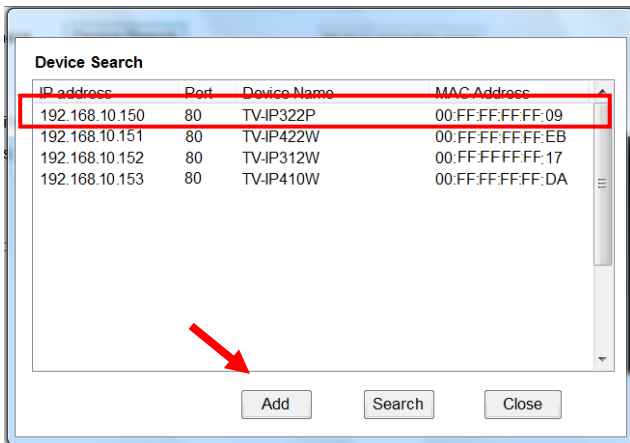 Device Search
IP address Port Device Name MAC Address
192.168.10.150 80 TV-IP322P 00:FF:FF:FF:FF:09
192.168.10.151 80 TV-IP422W 00:FF:FF:FF:FF:EB
192.168.10.152 80 TV-IP312W 00:FF:FFFF:FF:17
192.168.10.153 80 TV-IP410W 00:FF:FF:FF:FF:DA
Add Search Close